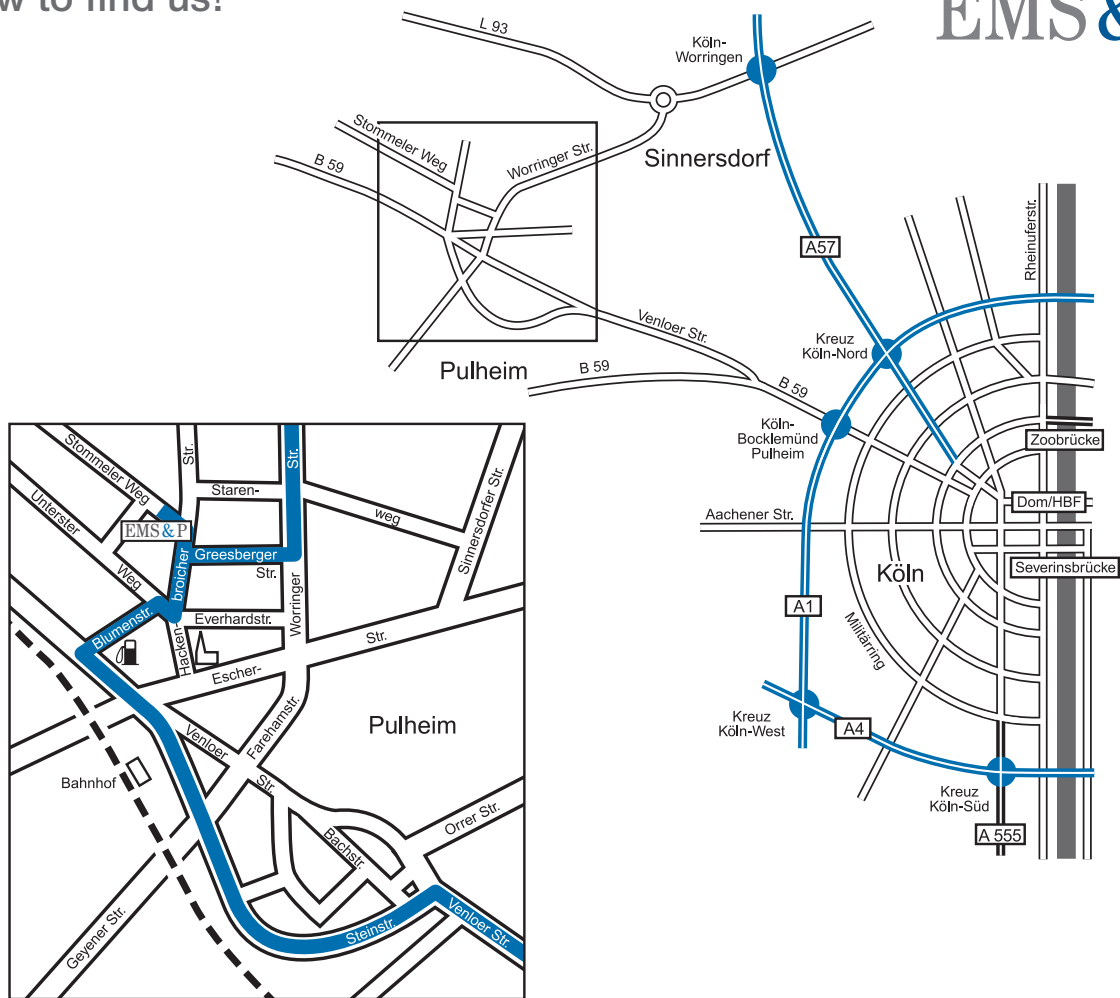 w to find us!
EMS &
L 93
Köln-
Worringen
Stommeler Weg
B 59
Worringer Str.
Sinnersdorf
A57
Rheinuferstr.
Venloer Str.
Kreuz
Köln-Nord
Pulheim
B 59
B 59
Köln-
Bocklemünd
Pulheim
Zoobrücke
Dom/HBF
Aachener Str.
Severinsbrücke
Köln
A1
Militärring
Kreuz
Köln-West
A4
Kreuz
Köln-Süd
A 555
Stommeler Weg
Str.
Str.
Unterster
Staren-
weg
Sinnersdorfer Str.
EMS & P
Weg
broicher
Greesberger
Str.
Worringer
Blumenstr.
Hacken-
Everhardstr.
Str.
Escher-
Farehamstr.
Pulheim
Venloer
Str.
Bahnhof
Bachstr.
Orrer Str.
Geyener Str.
Steinstr.
Venloer Str.